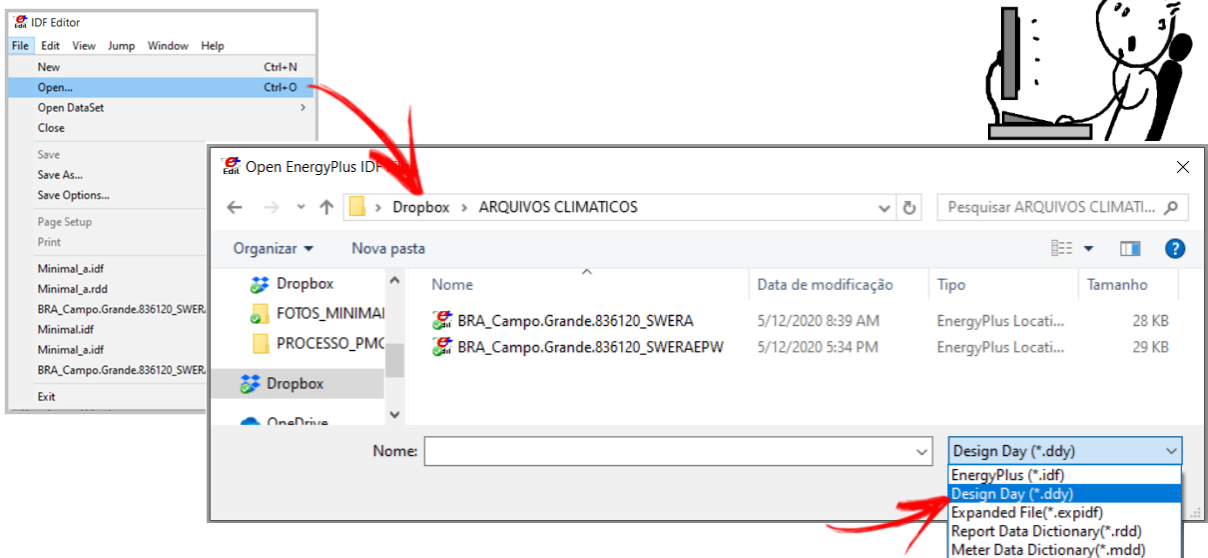 IDF Editor
File Edit View Jump Window Help
New Ctrl+N
Open... Ctrl+O
Open DataSet
Close
Save
Save As...
Save Options...
Page Setup
Print
Minimal_a.idf
Minimal_a.rdd
BRA_Campo.Grande.836120_SWER
Minimal.idf
Minimal_a.idf
BRA_Campo.Grande.836120_SWER
Exit
Open EnergyPlus IDF
Dropbox > ARQUIVOS CLIMATICOS
Pesquisar ARQUIVOS CLIMATI...
Organizar Nova pasta
Dropbox
FOTOS_MINIMA
PROCESSO_PMC
Dropbox
OneDrive
Nome Data de modificação Tipo Tamanho
BRA_Campo.Grande.836120_SWERA 5/12/2020 8:39 AM EnergyPlus Locati... 28 KB
BRA_Campo.Grande.836120_SWERAEPW 5/12/2020 5:34 PM EnergyPlus Locati... 29 KB
Nome: Design Day (*.ddy)
EnergyPlus (*.idf)
Design Day (*.ddy)
Expanded File(*.expidf)
Report Data Dictionary(*.rdd)
Meter Data Dictionary(*.mdd)